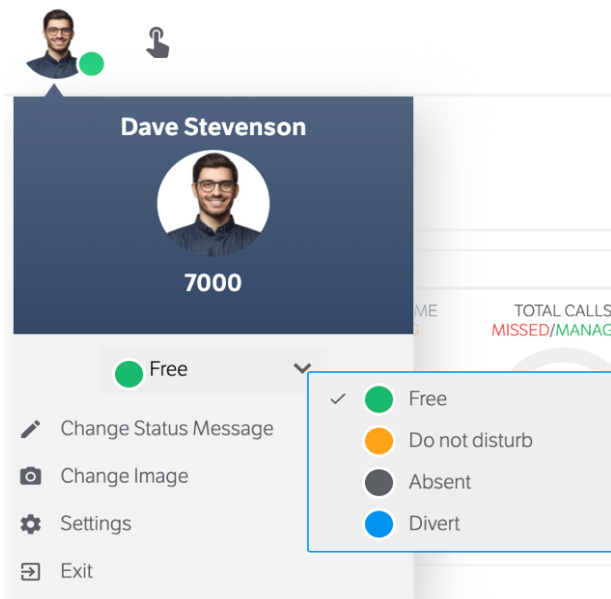 Dave Stevenson
7000
ME
TOTAL CALLS
MISSED/MANAG
Free
Free
Change Status Message
Do not disturb
Change Image
Absent
Settings
Divert
Exit